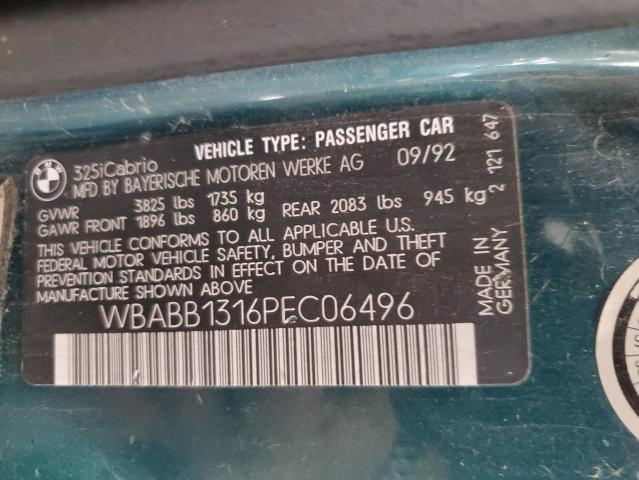 BMW
325iCabrio
VEHICLE TYPE: PASSENGER CAR
MFD BY BAYERISCHE MOTOREN WERKE AG 09/92
GVWR 3825 lbs 1735 kg
GAWR FRONT 1896 lbs 860 kg REAR 2083 lbs 945 kg
THIS VEHICLE CONFORMS TO ALL APPLICABLE U.S.
FEDERAL MOTOR VEHICLE SAFETY, BUMPER AND THEFT
PREVENTION STANDARDS IN EFFECT ON THE DATE OF
MANUFACTURE SHOWN ABOVE
WBABB1316PEC06496
MADE IN
GERMANY
2 121 647